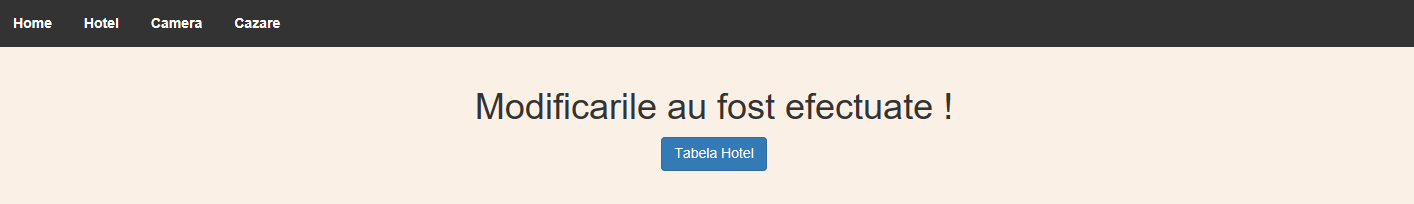 Home Hotel Camera Cazare
Modificarile au fost efectuate !
Tabela Hotel